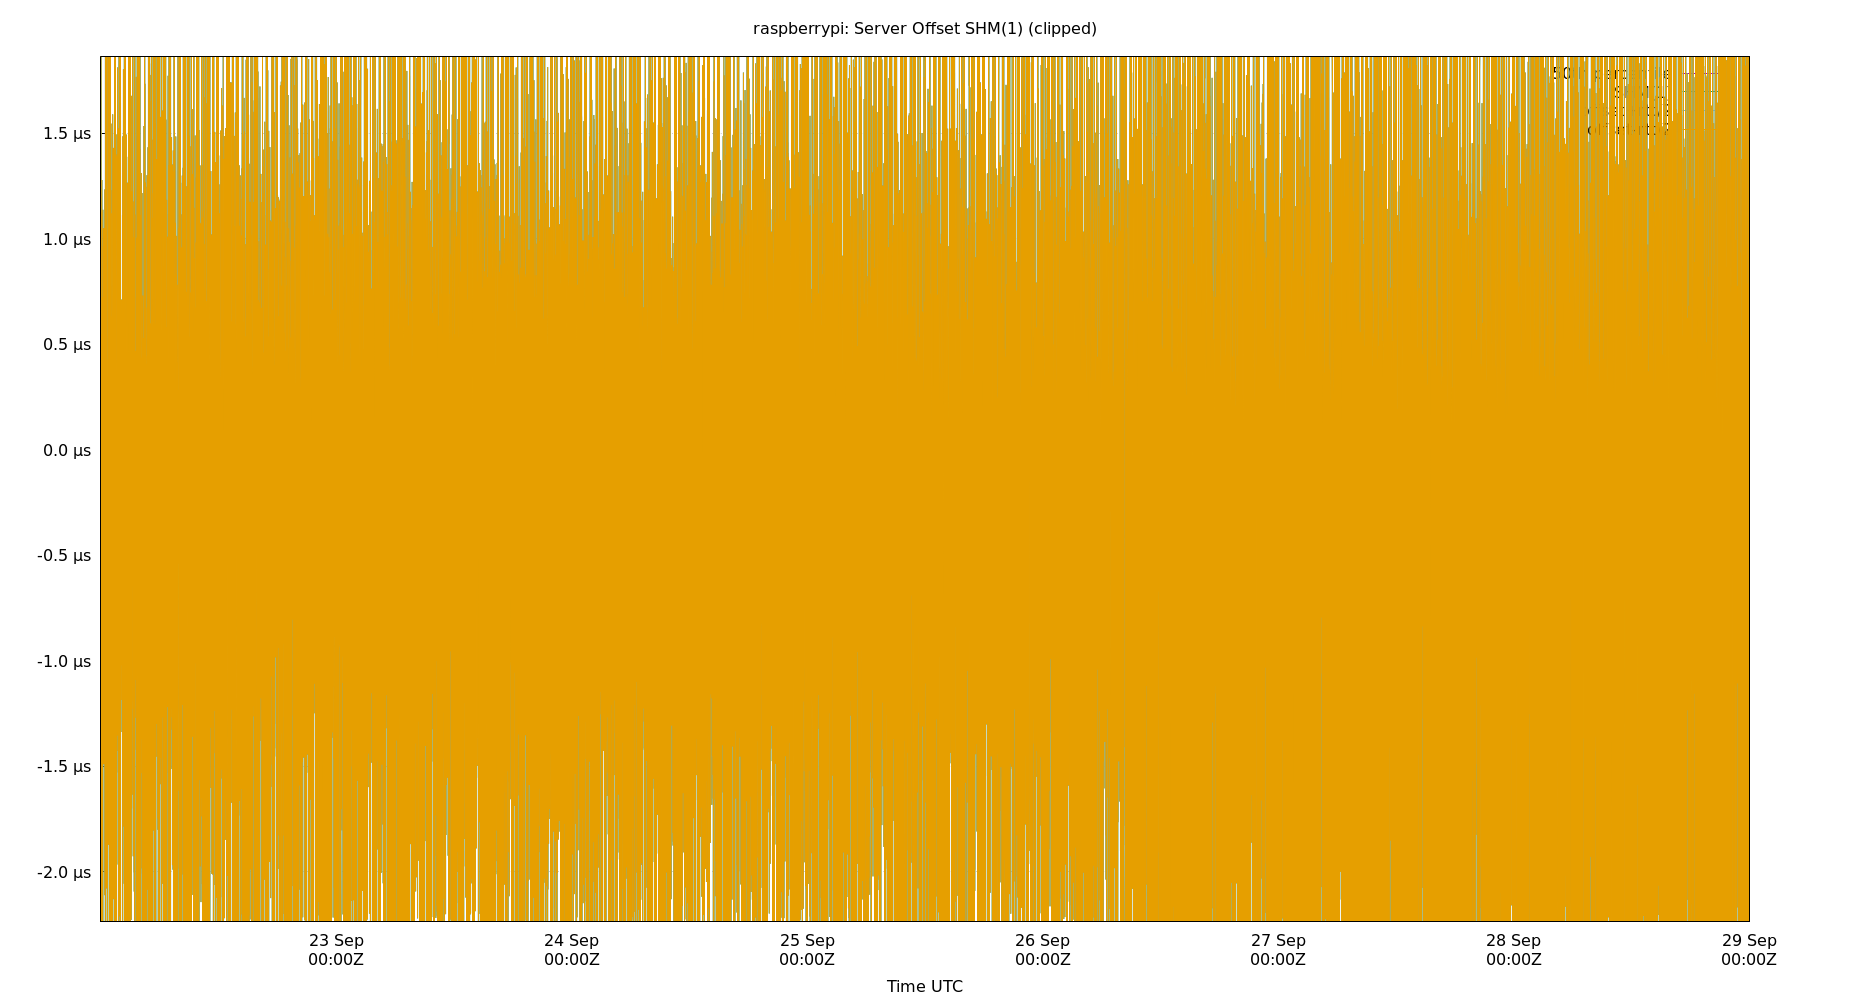 raspberrypi: Server Offset SHM(1) (clipped)
1.5 µs
1.0 µs
0.5 µs
0.0 µs
-0.5 µs
-1.0 µs
-1.5 µs
-2.0 µs
23 Sep 24 Sep 25 Sep 26 Sep 27 Sep 28 Sep 29 Sep
00:00Z 00:00Z 00:00Z 00:00Z 00:00Z 00:00Z 00:00Z
Time UTC